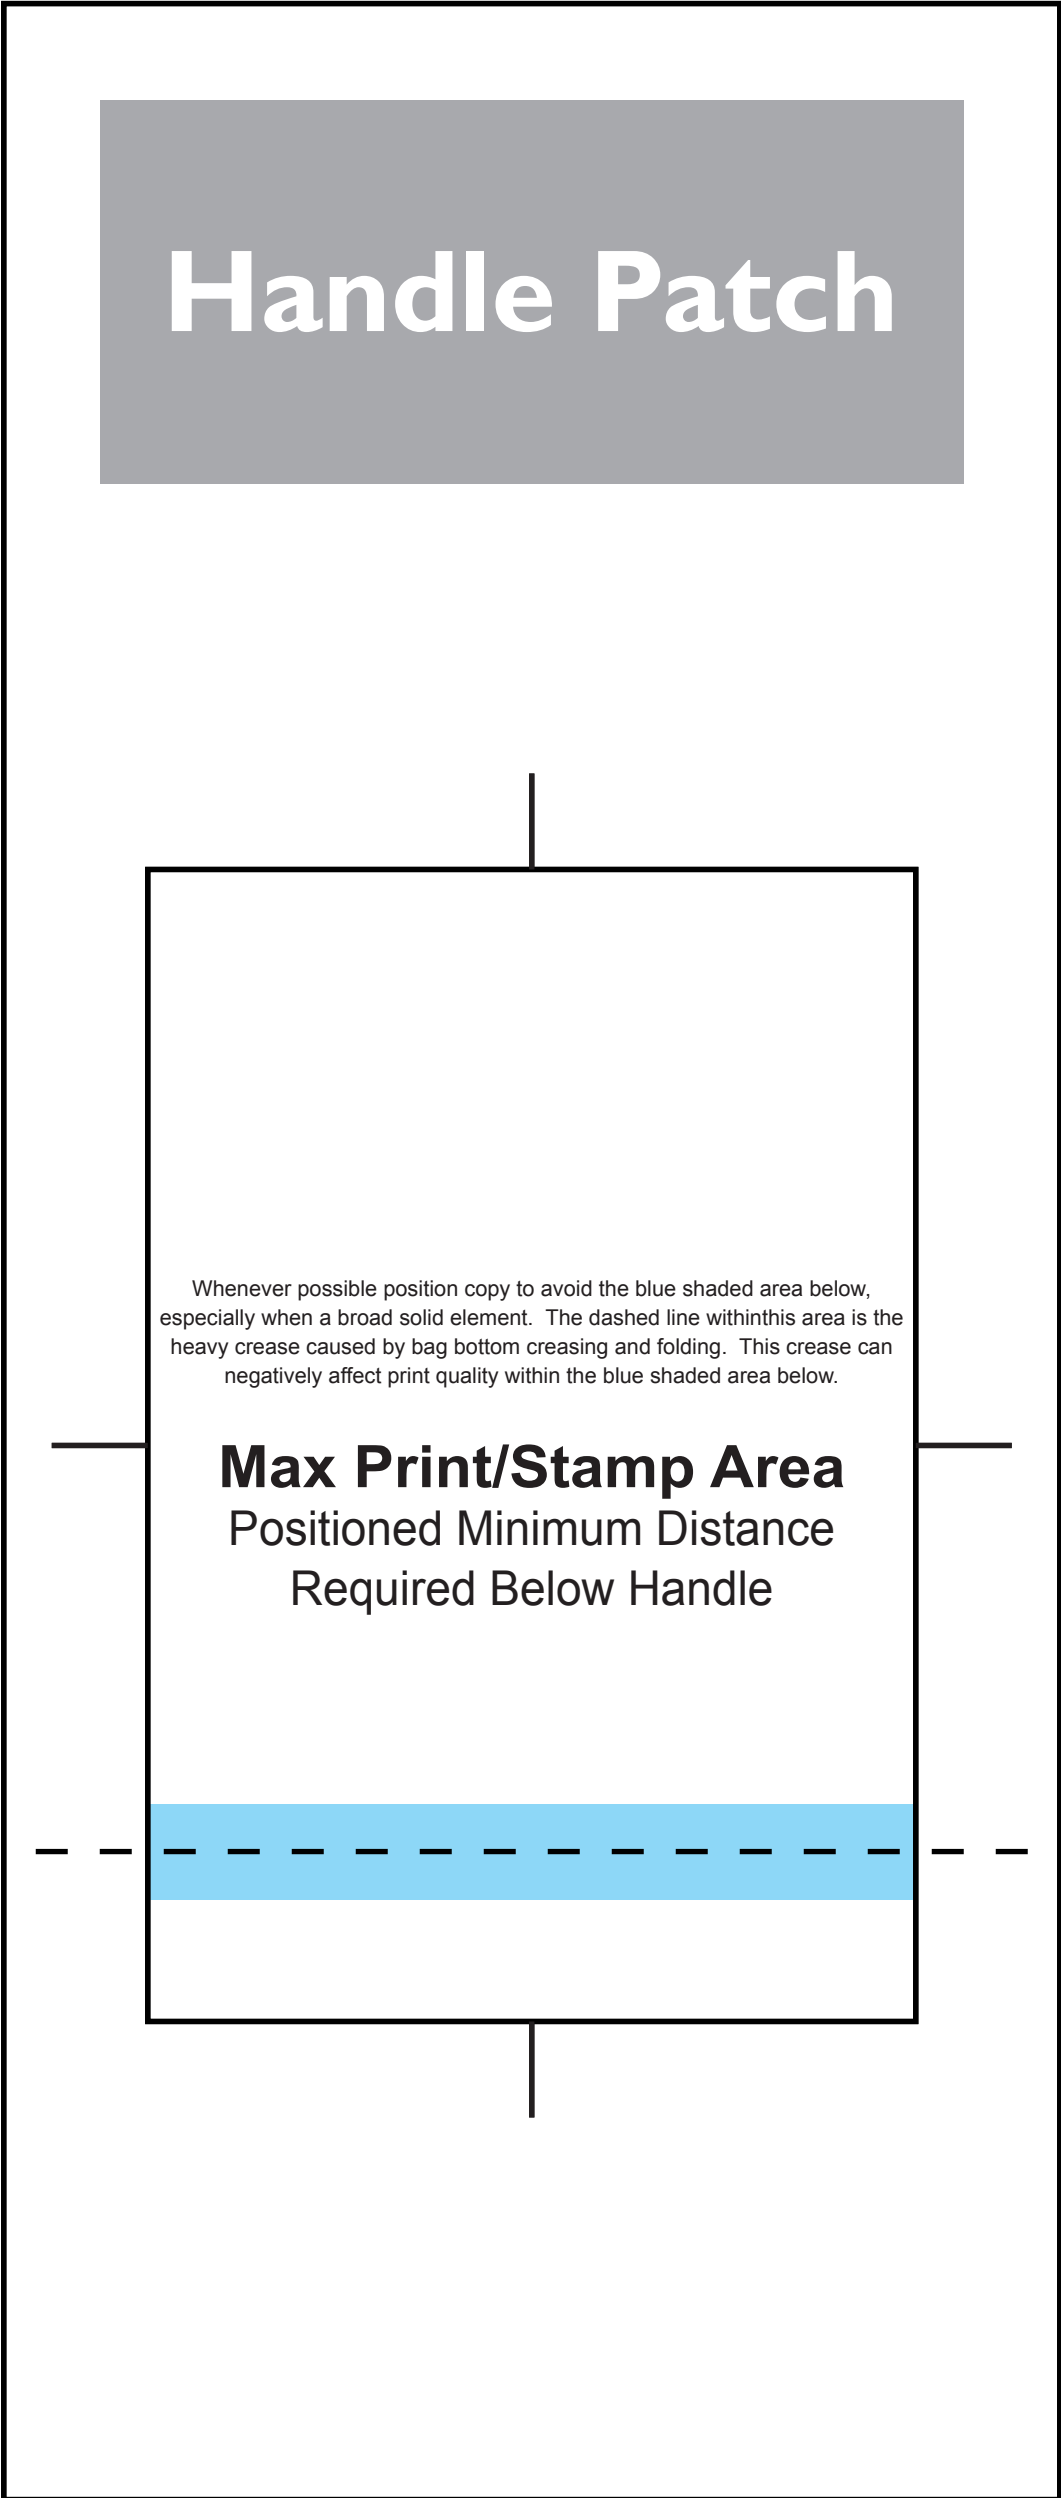 Handle Patch
Whenever possible position copy to avoid the blue shaded area below,
especially when a broad solid element.  The dashed line withinthis area is the
heavy crease caused by bag bottom creasing and folding.  This crease can
negatively affect print quality within the blue shaded area below.
Max Print/Stamp Area
Positioned Minimum Distance
Required Below Handle